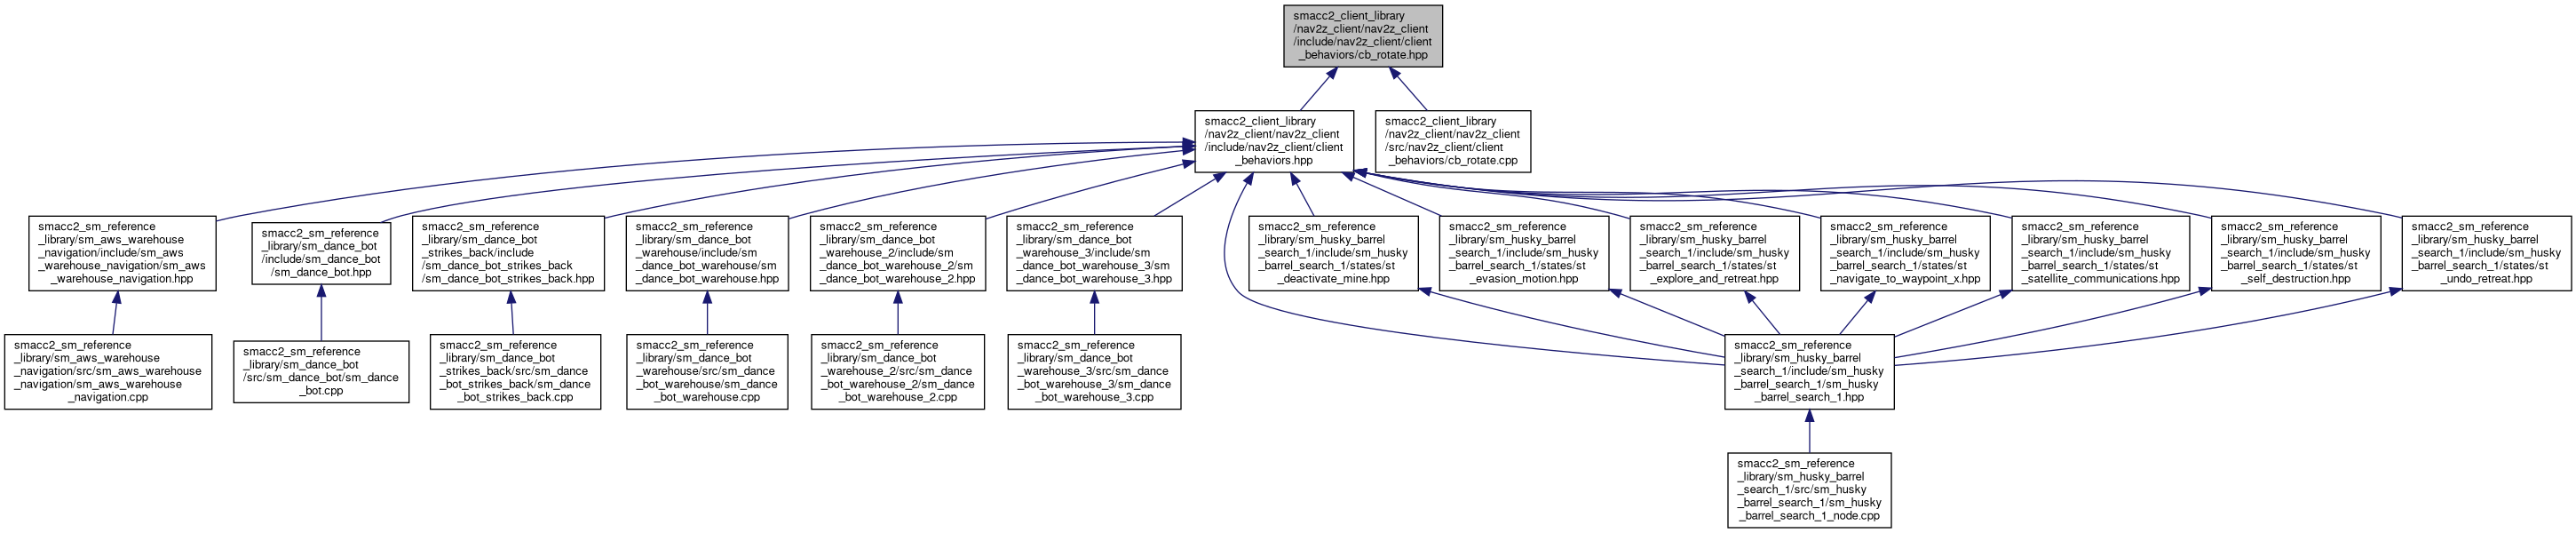 smacc2_client_library
/nav2z_client/nav2z_client
/include/nav2z_client/client
_behaviors/cb_rotate.hpp
smacc2_client_library
/nav2z_client/nav2z_client
/include/nav2z_client/client
_behaviors.hpp
smacc2_client_library
/nav2z_client/nav2z_client
/src/nav2z_client/client
_behaviors/cb_rotate.cpp
smacc2_sm_reference
_library/sm_aws_warehouse
_navigation/include/sm_aws
_warehouse_navigation/sm_aws
_warehouse_navigation.hpp
smacc2_sm_reference
_library/sm_dance_bot
/include/sm_dance_bot
/sm_dance_bot.hpp
smacc2_sm_reference
_library/sm_dance_bot
_strikes_back/include
/sm_dance_bot_strikes_back
/sm_dance_bot_strikes_back.hpp
smacc2_sm_reference
_library/sm_dance_bot
_warehouse/include/sm
_dance_bot_warehouse/sm
_dance_bot_warehouse.hpp
smacc2_sm_reference
_library/sm_dance_bot
_warehouse_2/include/sm
_dance_bot_warehouse_2/sm
_dance_bot_warehouse_2.hpp
smacc2_sm_reference
_library/sm_dance_bot
_warehouse_3/include/sm
_dance_bot_warehouse_3/sm
_dance_bot_warehouse_3.hpp
smacc2_sm_reference
_library/sm_husky_barrel
_search_1/include/sm_husky
_barrel_search_1/states/st
_deactivate_mine.hpp
smacc2_sm_reference
_library/sm_husky_barrel
_search_1/include/sm_husky
_barrel_search_1/states/st
_evasion_motion.hpp
smacc2_sm_reference
_library/sm_husky_barrel
_search_1/include/sm_husky
_barrel_search_1/states/st
_explore_and_retreat.hpp
smacc2_sm_reference
_library/sm_husky_barrel
_search_1/include/sm_husky
_barrel_search_1/states/st
_navigate_to_waypoint_x.hpp
smacc2_sm_reference
_library/sm_husky_barrel
_search_1/include/sm_husky
_barrel_search_1/states/st
_satellite_communications.hpp
smacc2_sm_reference
_library/sm_husky_barrel
_search_1/include/sm_husky
_barrel_search_1/states/st
_self_destruction.hpp
smacc2_sm_reference
_library/sm_husky_barrel
_search_1/include/sm_husky
_barrel_search_1/states/st
_undo_retreat.hpp
smacc2_sm_reference
_library/sm_aws_warehouse
_navigation/src/sm_aws_warehouse
_navigation/sm_aws_warehouse
_navigation.cpp
smacc2_sm_reference
_library/sm_dance_bot
/src/sm_dance_bot/sm_dance
_bot.cpp
smacc2_sm_reference
_library/sm_dance_bot
_strikes_back/src/sm_dance
_bot_strikes_back/sm_dance
_bot_strikes_back.cpp
smacc2_sm_reference
_library/sm_dance_bot
_warehouse/src/sm_dance
_bot_warehouse/sm_dance
_bot_warehouse.cpp
smacc2_sm_reference
_library/sm_dance_bot
_warehouse_2/src/sm_dance
_bot_warehouse_2/sm_dance
_bot_warehouse_2.cpp
smacc2_sm_reference
_library/sm_dance_bot
_warehouse_3/src/sm_dance
_bot_warehouse_3/sm_dance
_bot_warehouse_3.cpp
smacc2_sm_reference
_library/sm_husky_barrel
_search_1/include/sm_husky
_barrel_search_1/sm_husky
_barrel_search_1.hpp
smacc2_sm_reference
_library/sm_husky_barrel
_search_1/src/sm_husky
_barrel_search_1/sm_husky
_barrel_search_1_node.cpp